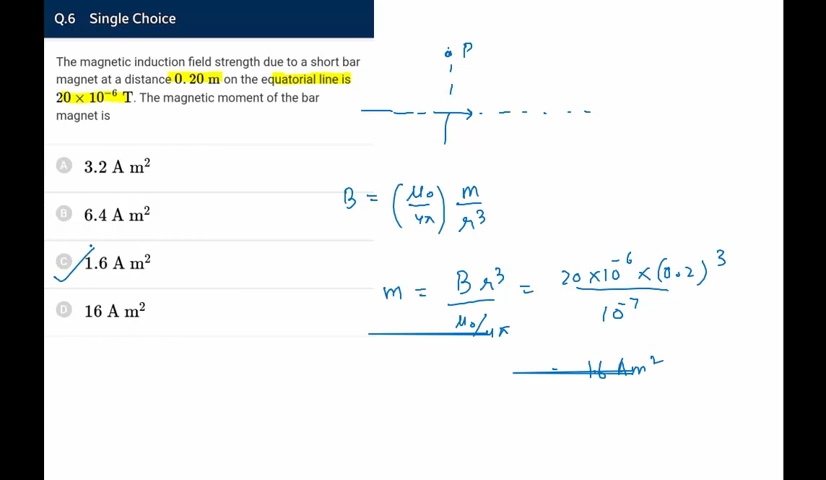 Q.6 Single Choice
The magnetic induction field strength due to a short bar
magnet at a distance 0.20 m on the equatorial line is
20 × 10⁻⁶ T. The magnetic moment of the bar
magnet is
A 3.2 A m²
B 6.4 A m²
C 1.6 A m²
D 16 A m²
P
B = (μ₀/4π) m/r³
m = B r³ / μ₀/4π = 20×10⁻⁶ × (0.2)³ / 10⁻⁷
= 1.6 Am²